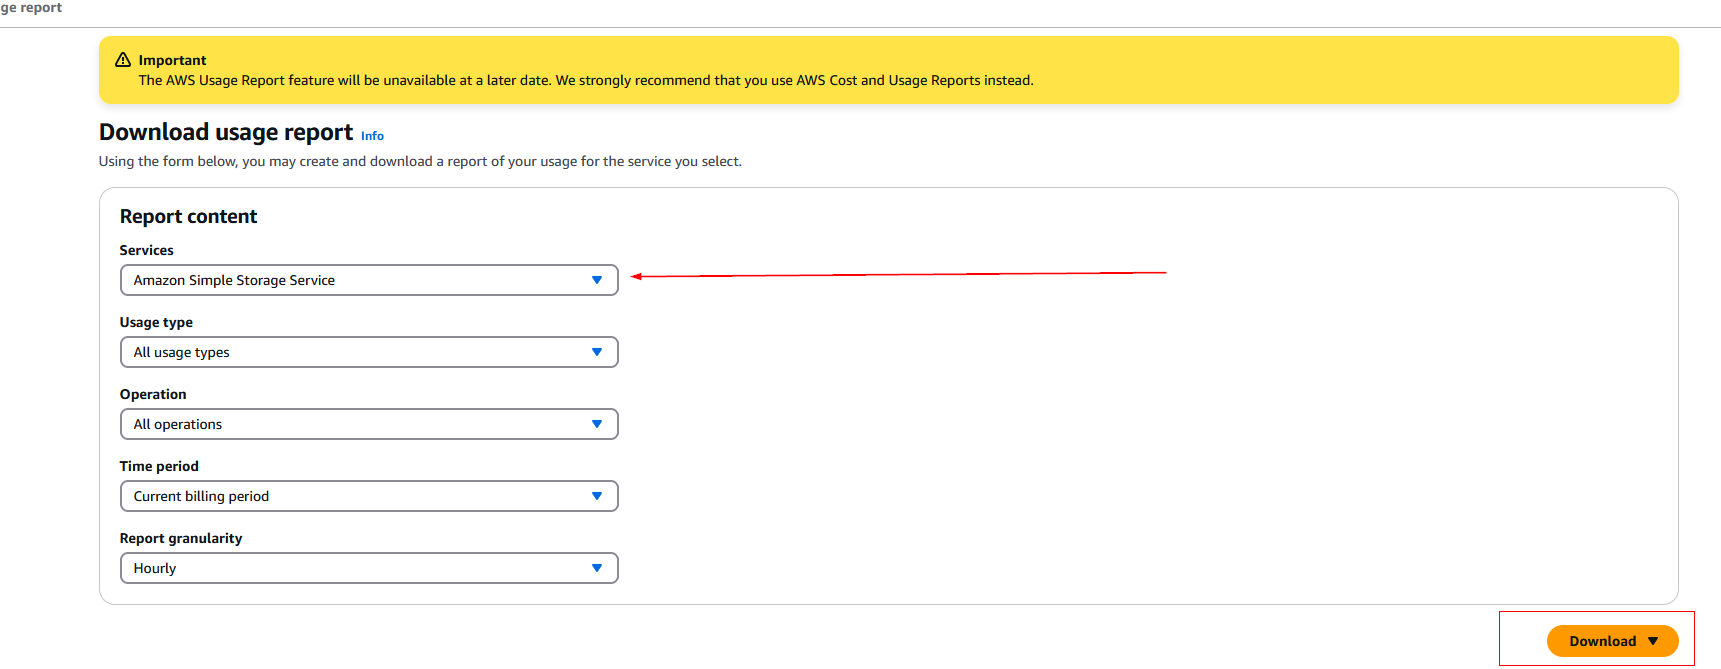 ge report
Important
The AWS Usage Report feature will be unavailable at a later date. We strongly recommend that you use AWS Cost and Usage Reports instead.
Download usage report Info
Using the form below, you may create and download a report of your usage for the service you select.
Report content
Services
Amazon Simple Storage Service
Usage type
All usage types
Operation
All operations
Time period
Current billing period
Report granularity
Hourly
Download